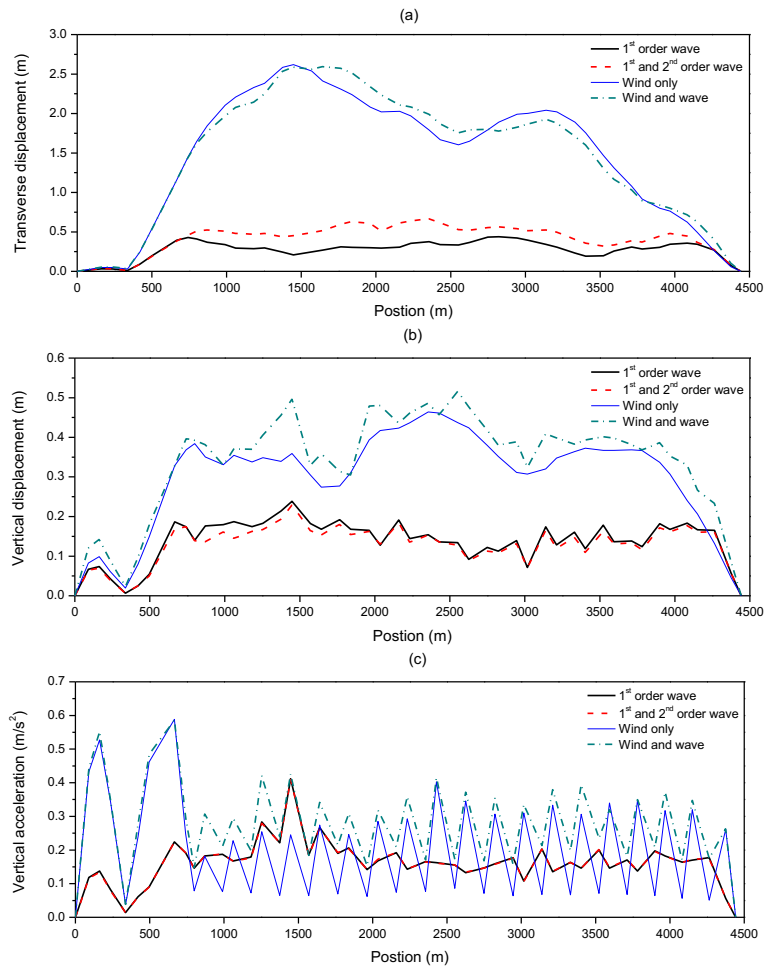 (a)
3.0
2.5
2.0
1.5
1.0
0.5
0.0
Transverse displacement (m)
1st order wave
1st and 2nd order wave
Wind only
Wind and wave
0 500 1000 1500 2000 2500 3000 3500 4000 4500
Postion (m)
(b)
0.6
0.5
0.4
0.3
0.2
0.1
0.0
Vertical displacement (m)
1st order wave
1st and 2nd order wave
Wind only
Wind and wave
0 500 1000 1500 2000 2500 3000 3500 4000 4500
Postion (m)
(c)
0.7
0.6
0.5
0.4
0.3
0.2
0.1
0.0
Vertical acceleration (m/s2)
1st order wave
1st and 2nd order wave
Wind only
Wind and wave
0 500 1000 1500 2000 2500 3000 3500 4000 4500
Postion (m)